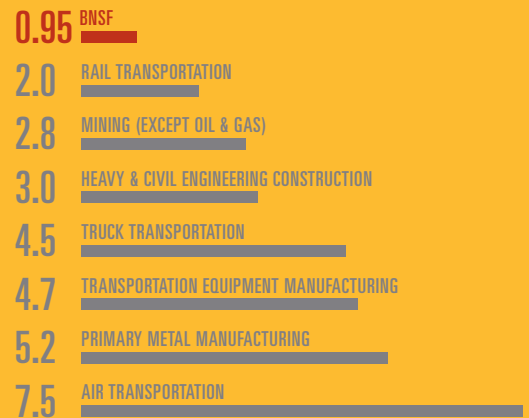 0.95 BNSF
2.0 RAIL TRANSPORTATION
2.8 MINING (EXCEPT OIL & GAS)
3.0 HEAVY & CIVIL ENGINEERING CONSTRUCTION
4.5 TRUCK TRANSPORTATION
4.7 TRANSPORTATION EQUIPMENT MANUFACTURING
5.2 PRIMARY METAL MANUFACTURING
7.5 AIR TRANSPORTATION